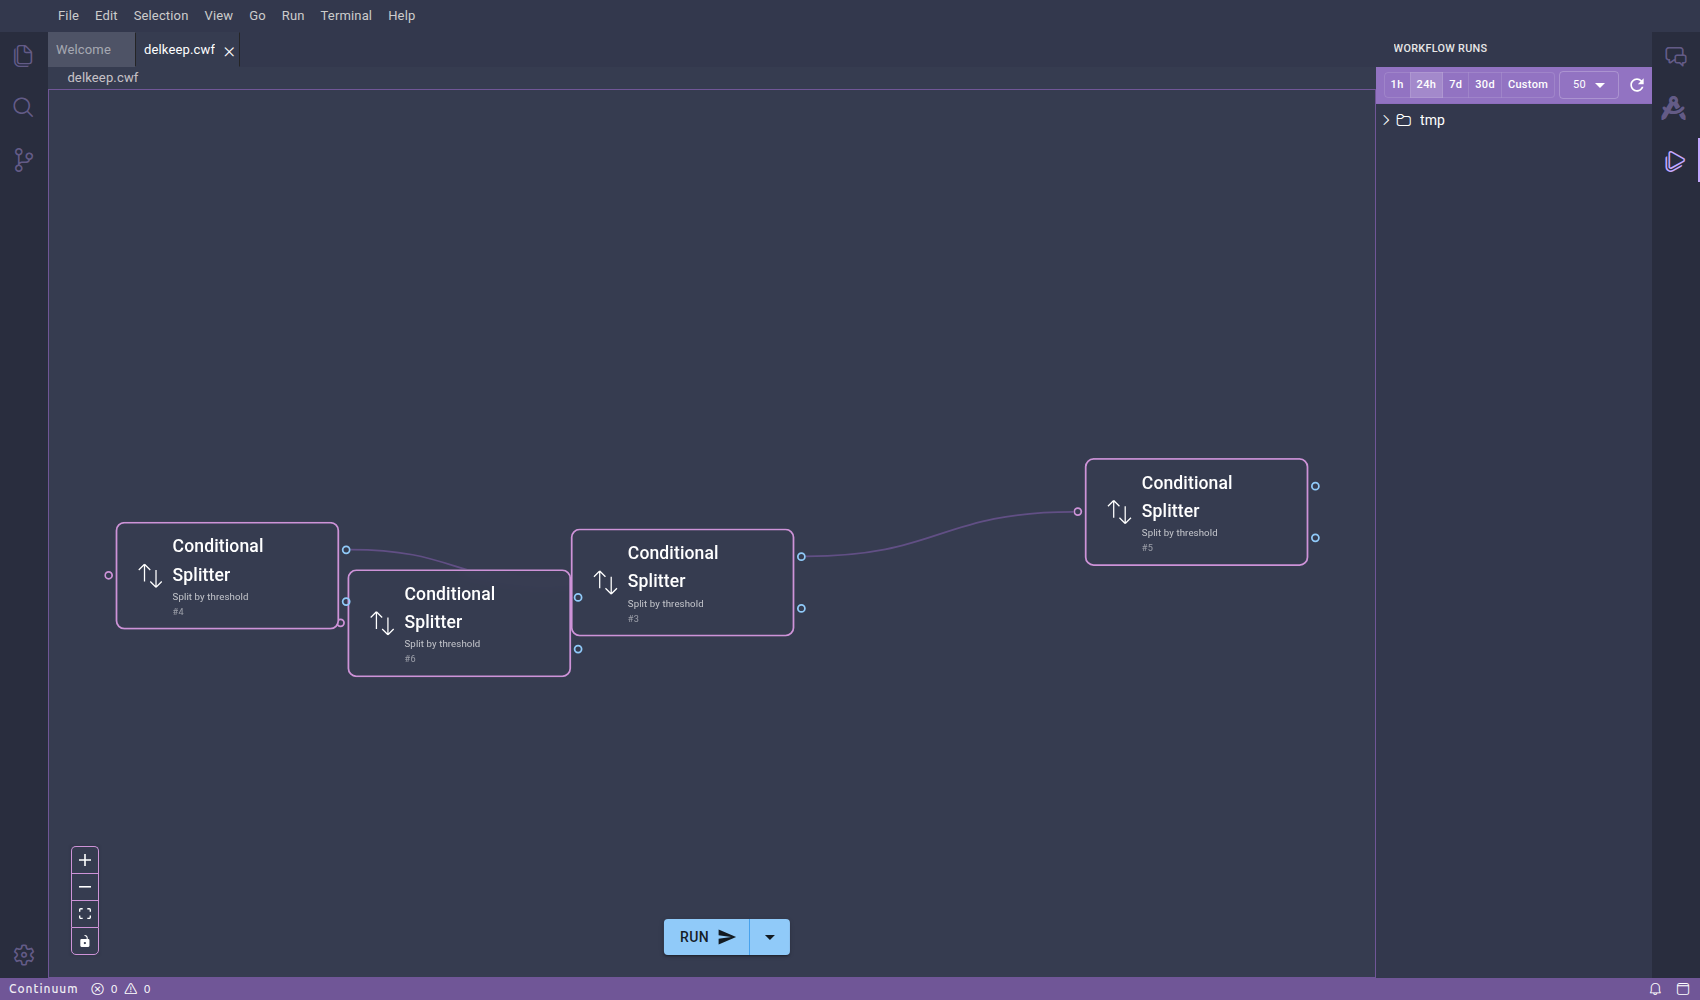 File Edit Selection View Go Run Terminal Help
Welcome
delkeep.cwf
delkeep.cwf
WORKFLOW RUNS
1h 24h 7d 30d Custom 50
tmp
Conditional
Splitter
Split by threshold
#4
Conditional
Splitter
Split by threshold
#6
Conditional
Splitter
Split by threshold
#3
Conditional
Splitter
Split by threshold
#5
RUN
Continuum 0 0